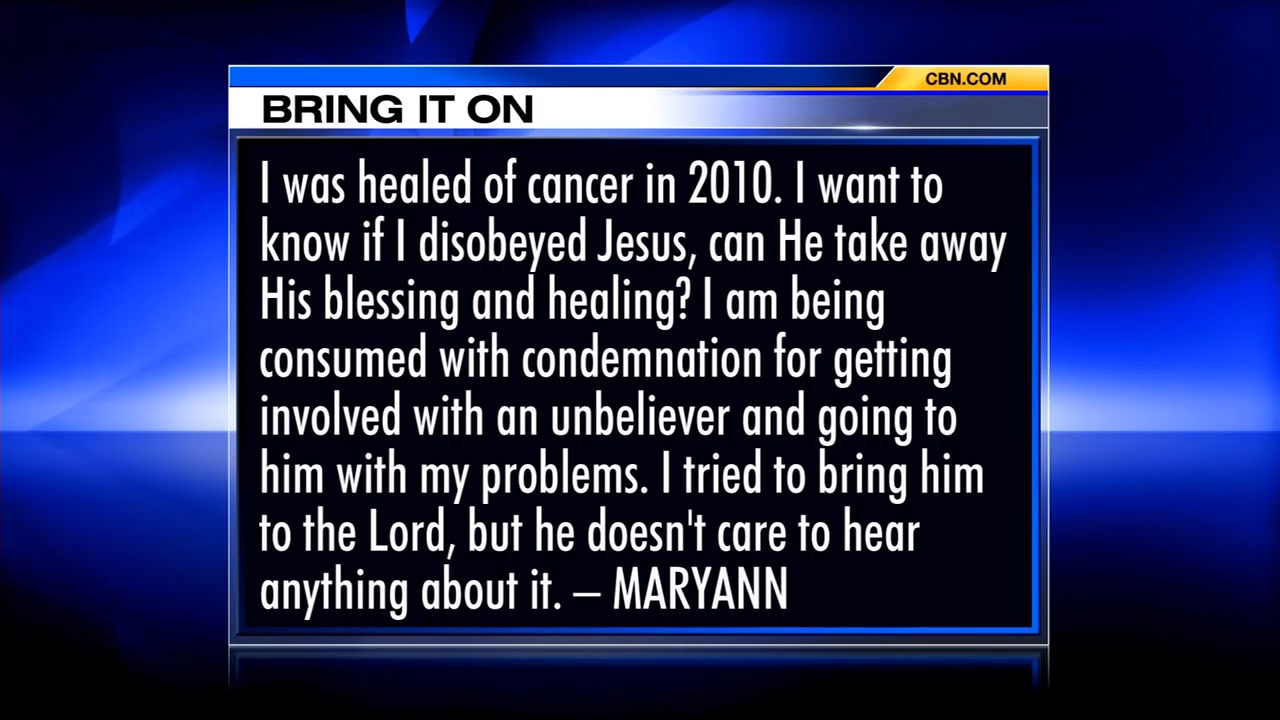 CBN.COM
BRING IT ON
I was healed of cancer in 2010. I want to
know if I disobeyed Jesus, can He take away
His blessing and healing? I am being
consumed with condemnation for getting
involved with an unbeliever and going to
him with my problems. I tried to bring him
to the Lord, but he doesn't care to hear
anything about it. – MARYANN